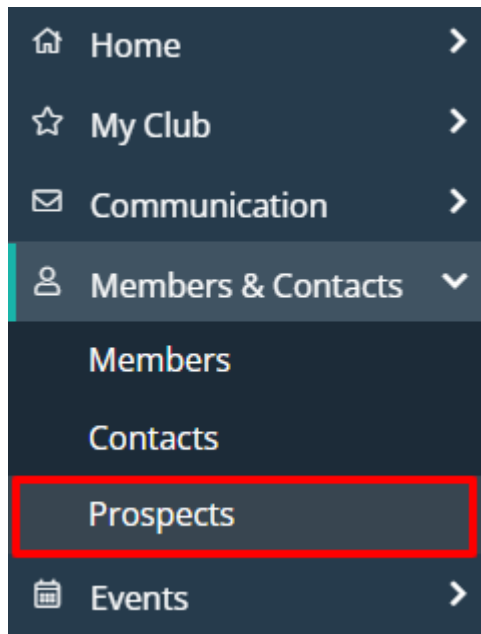 Home
My Club
Communication
Members & Contacts
Members
Contacts
Prospects
Events